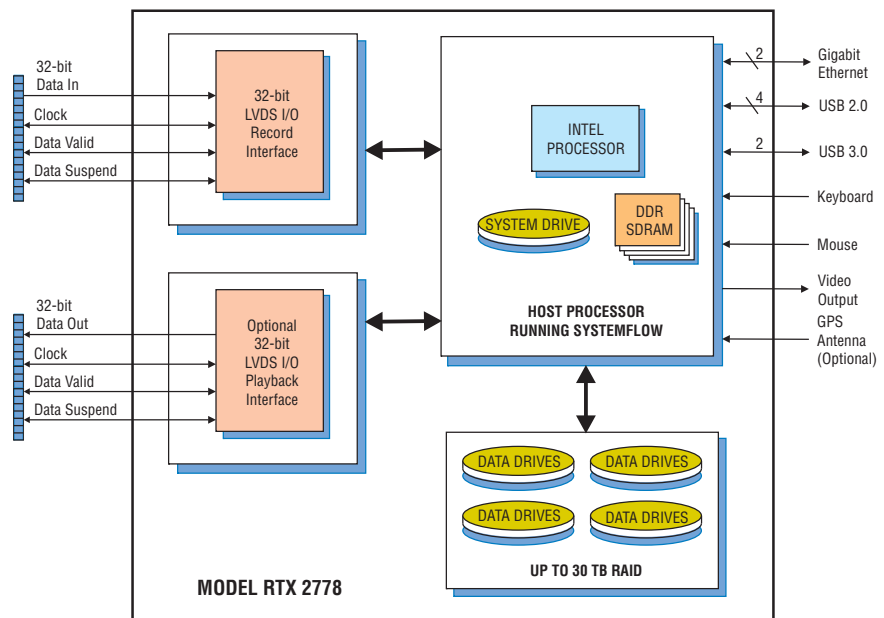 32-bit
Data In
Clock
Data Valid
Data Suspend
32-bit
LVDS I/O
Record
Interface
32-bit
Data Out
Clock
Data Valid
Data Suspend
Optional
32-bit
LVDS I/O
Playback
Interface
INTEL
PROCESSOR
SYSTEM DRIVE
DDR
SDRAM
HOST PROCESSOR
RUNNING SYSTEMFLOW
2
Gigabit
Ethernet
4
USB 2.0
2
USB 3.0
Keyboard
Mouse
Video
Output
GPS
Antenna
(Optional)
DATA DRIVES
DATA DRIVES
DATA DRIVES
DATA DRIVES
UP TO 30 TB RAID
MODEL RTX 2778